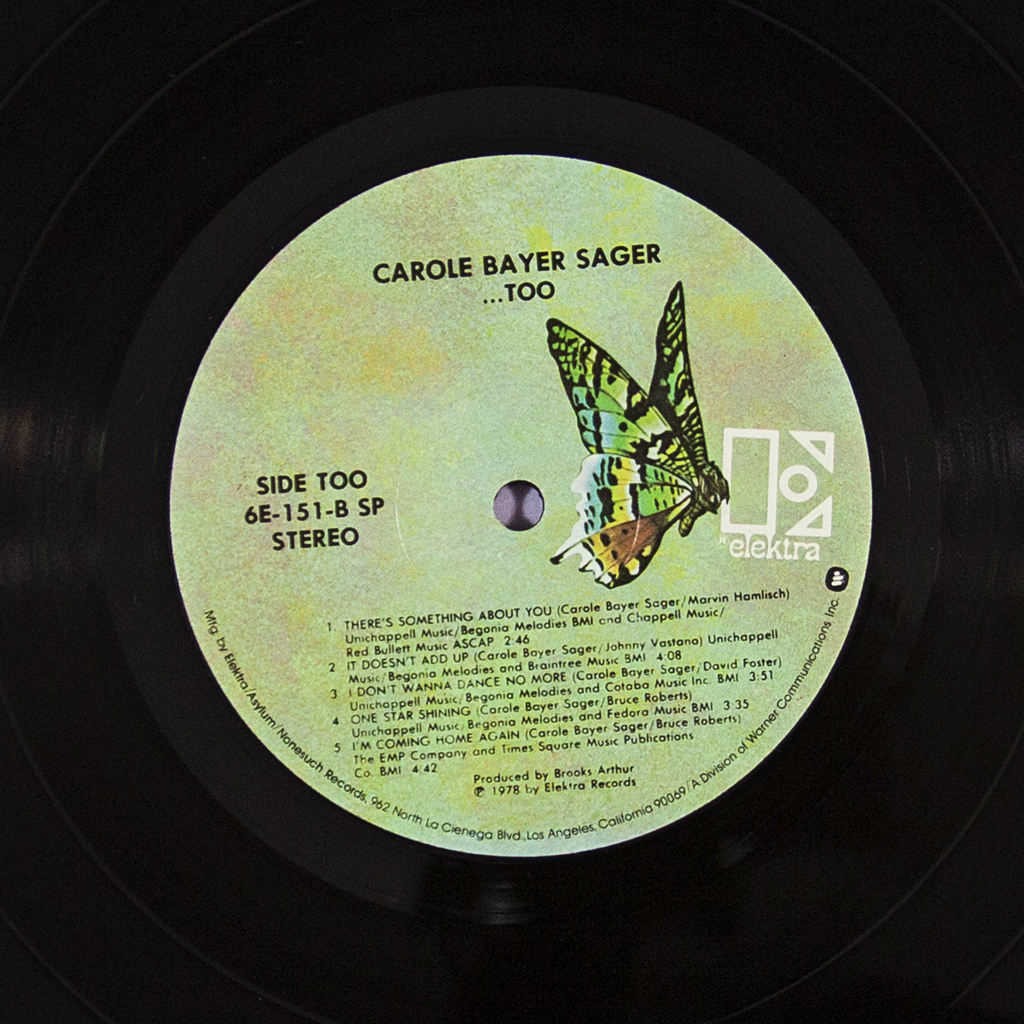 CAROLE BAYER SAGER
...TOO
SIDE TOO
6E-151-B SP
STEREO
elektra
1. THERE'S SOMETHING ABOUT YOU (Carole Bayer Sager/Marvin Hamlisch)
Unichappell Music/Begonia Melodies BMI and Chappell Music/
Red Bullett Music ASCAP 2:46
2 IT DOESN'T ADD UP (Carole Bayer Sager/Johnny Vastano) Unichappell
Music/Begonia Melodies and Braintree Music BMI 4:08
3 I DON'T WANNA DANCE NO MORE (Carole Bayer Sager/David Foster)
Unichappell Music/Begonia Melodies and Cotaba Music Inc. BMI 3:51
4 ONE STAR SHINING (Carole Bayer Sager/Bruce Roberts)
Unichappell Music/Begonia Melodies and Fedora Music BMI 3:35
5 I'M COMING HOME AGAIN (Carole Bayer Sager/Bruce Roberts)
The EMP Company and Times Square Music Publications
Co. BMI 4:42
Produced by Brooks Arthur
℗ 1978 by Elektra Records
Mfg. by Elektra/Asylum/Nonesuch Records, 962 North La Cienega Blvd., Los Angeles, California 90069/A Division of Warner Communications Inc.